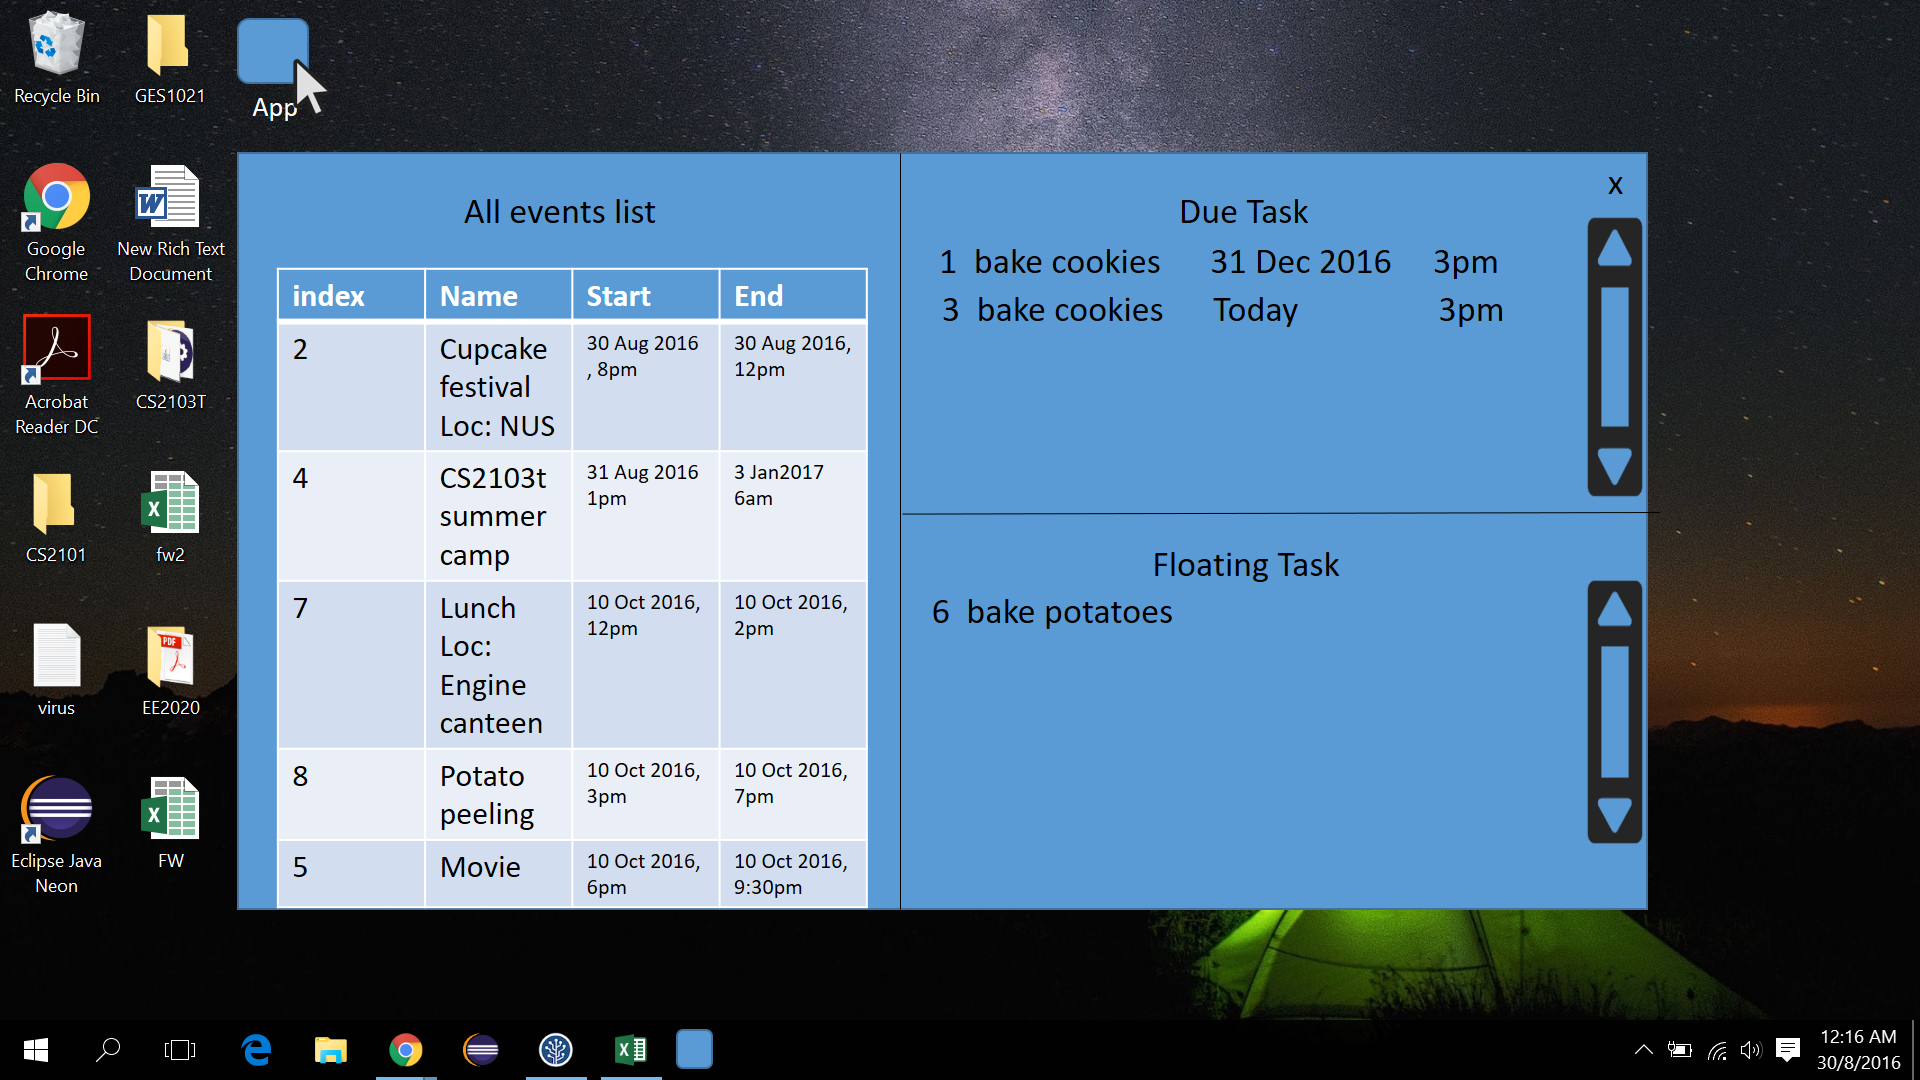 Recycle Bin
GES1021
App
Google
Chrome
New Rich Text
Document
Acrobat
Reader DC
CS2103T
CS2101
fw2
virus
PDF
EE2020
Eclipse Java
Neon
FW
All events list
index Name Start End
2 Cupcake festival Loc: NUS 30 Aug 2016 , 8pm 30 Aug 2016, 12pm
4 CS2103t summer camp 31 Aug 2016 1pm 3 Jan2017 6am
7 Lunch Loc: Engine canteen 10 Oct 2016, 12pm 10 Oct 2016, 2pm
8 Potato peeling 10 Oct 2016, 3pm 10 Oct 2016, 7pm
5 Movie 10 Oct 2016, 6pm 10 Oct 2016, 9:30pm
x
Due Task
1 bake cookies 31 Dec 2016 3pm
3 bake cookies Today 3pm
Floating Task
6 bake potatoes
12:16 AM
30/8/2016